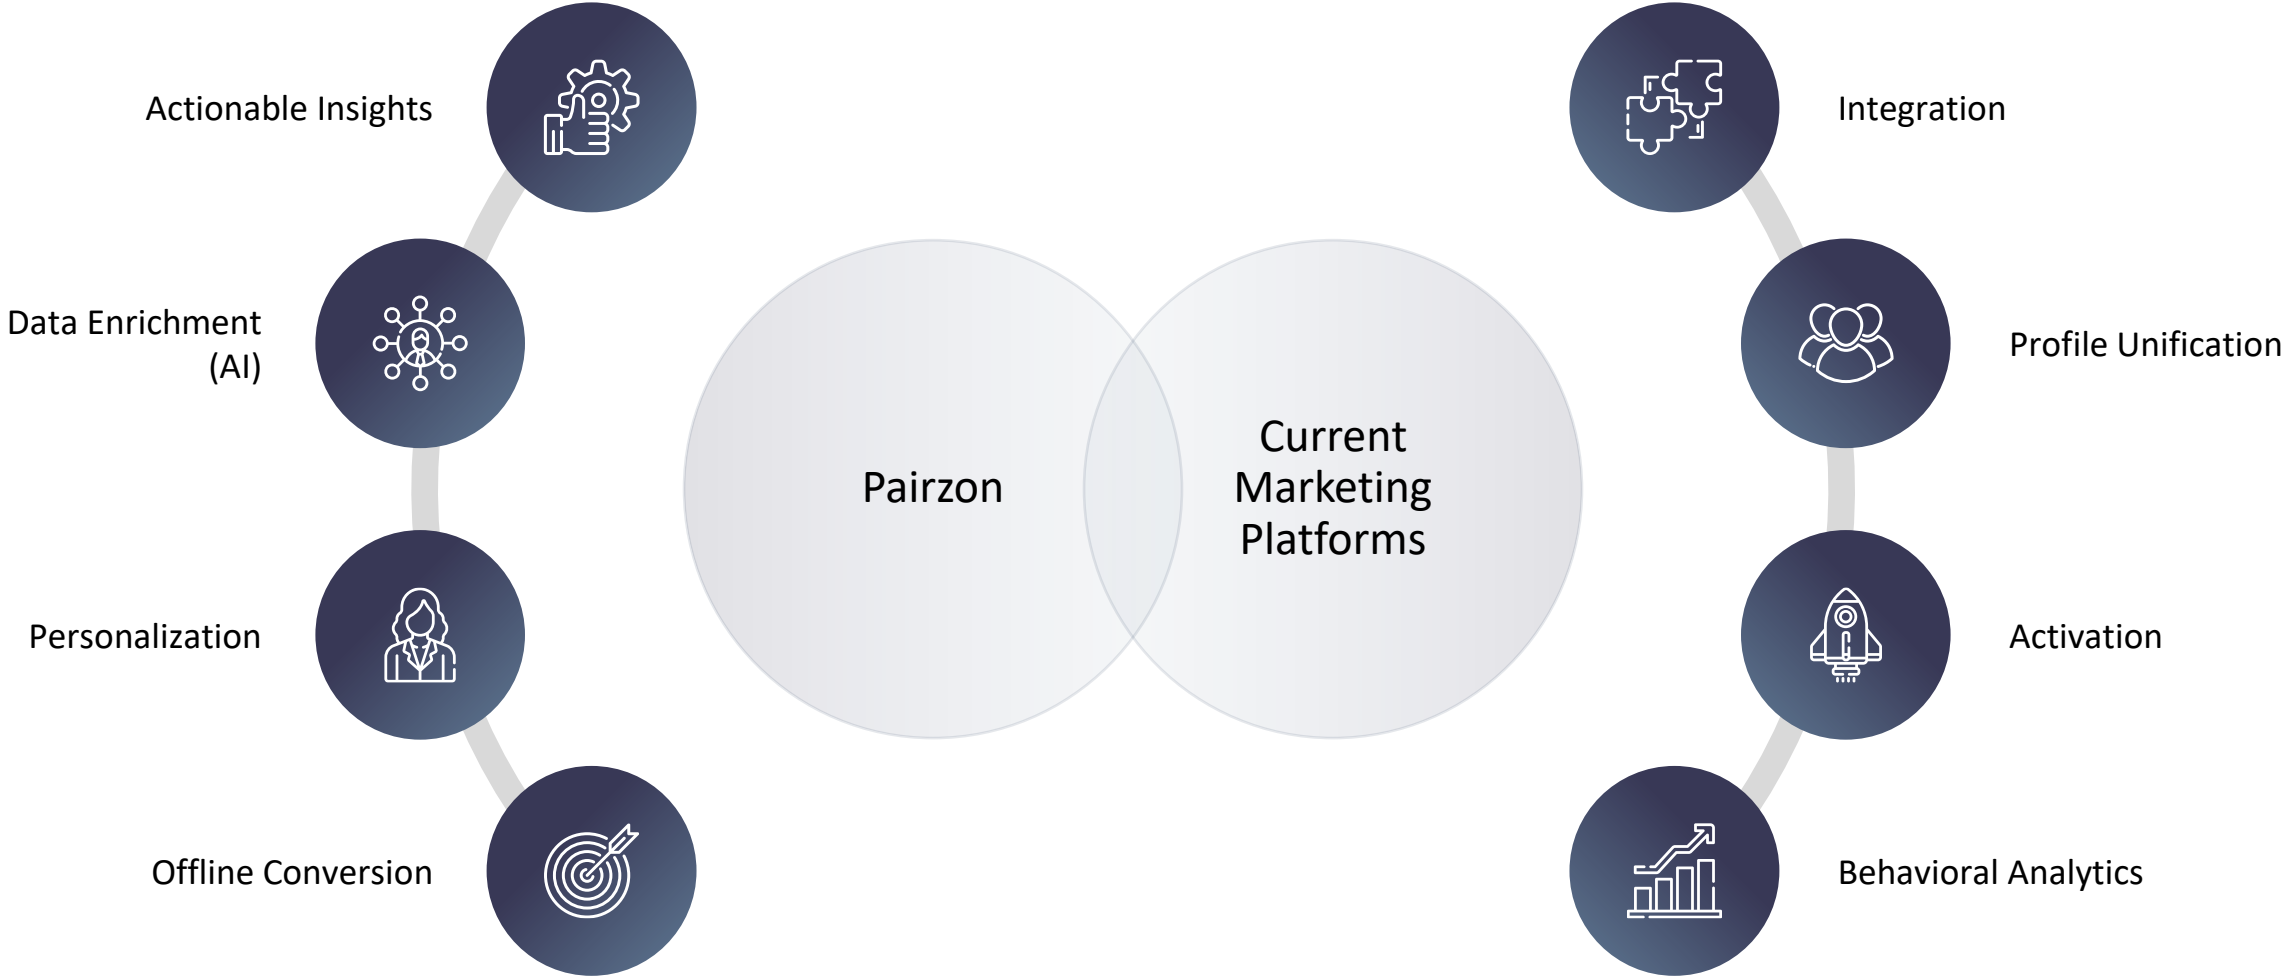 Actionable Insights
Data Enrichment
(AI)
Personalization
Offline Conversion
Pairzon
Current
Marketing
Platforms
Integration
Profile Unification
Activation
Behavioral Analytics